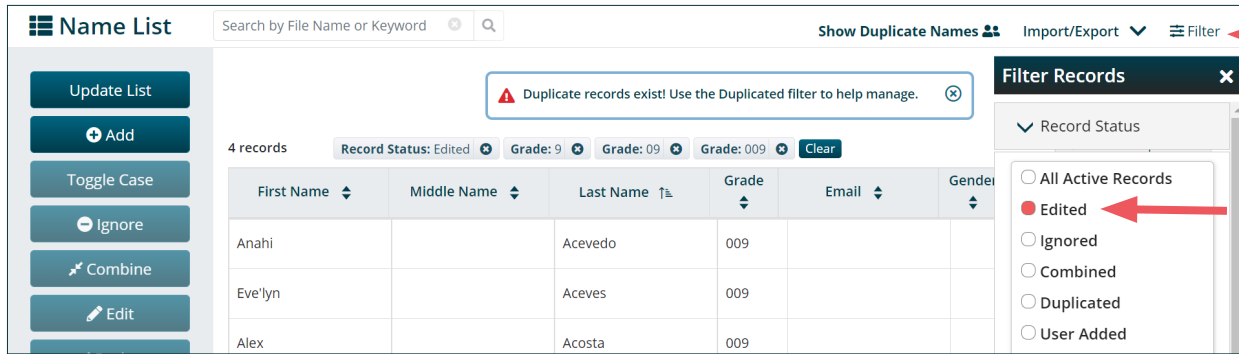 Name List
Search by File Name or Keyword
Show Duplicate Names
Import/Export
Filter
Update List
Add
Toggle Case
Ignore
Combine
Edit
Duplicate records exist! Use the Duplicated filter to help manage.
4 records
Record Status: Edited
Grade: 9
Grade: 09
Grade: 009
Clear
First Name
Middle Name
Last Name
Grade
Email
Gender
Anahi
Acevedo
009
Eve'lyn
Aceves
009
Alex
Acosta
009
Filter Records
Record Status
All Active Records
Edited
Ignored
Combined
Duplicated
User Added